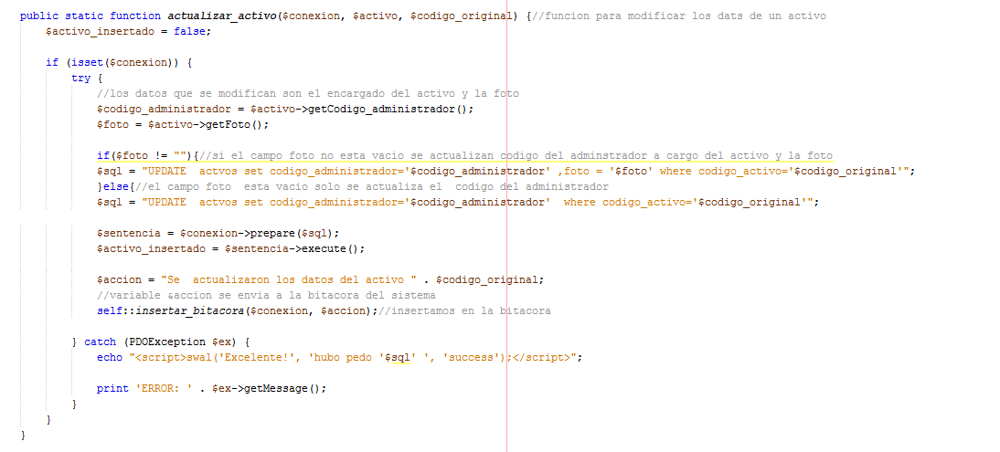 public static function actualizar_activo($conexion, $activo, $codigo_original) {//funcion para modificar los dats de un activo
$activo_insertado = false;
if (isset($conexion)) {
try {
//los datos que se modifican son el encargado del activo y la foto
$codigo_administrador = $activo->getCodigo_administrador();
$foto = $activo->getFoto();
if($foto != ""){//si el campo foto no esta vacio se actualizan codigo del adminstrador a cargo del activo y la foto
$sql = "UPDATE  actvos set codigo_administrador='$codigo_administrador' ,foto = '$foto' where codigo_activo='$codigo_original'";
}else{//el campo foto  esta vacio solo se actualiza el  codigo del administrador
$sql = "UPDATE  actvos set codigo_administrador='$codigo_administrador'  where codigo_activo='$codigo_original'";
$sentencia = $conexion->prepare($sql);
$activo_insertado = $sentencia->execute();
$accion = "Se  actualizaron los datos del activo " . $codigo_original;
//variable &accion se envia a la bitacora del sistema
self::insertar_bitacora($conexion, $accion);//insertamos en la bitacora
} catch (PDOException $ex) {
echo "<script>swal('Excelente!', 'hubo pedo '$sql' ', 'success');</script>";
print 'ERROR: ' . $ex->getMessage();
}
}
}